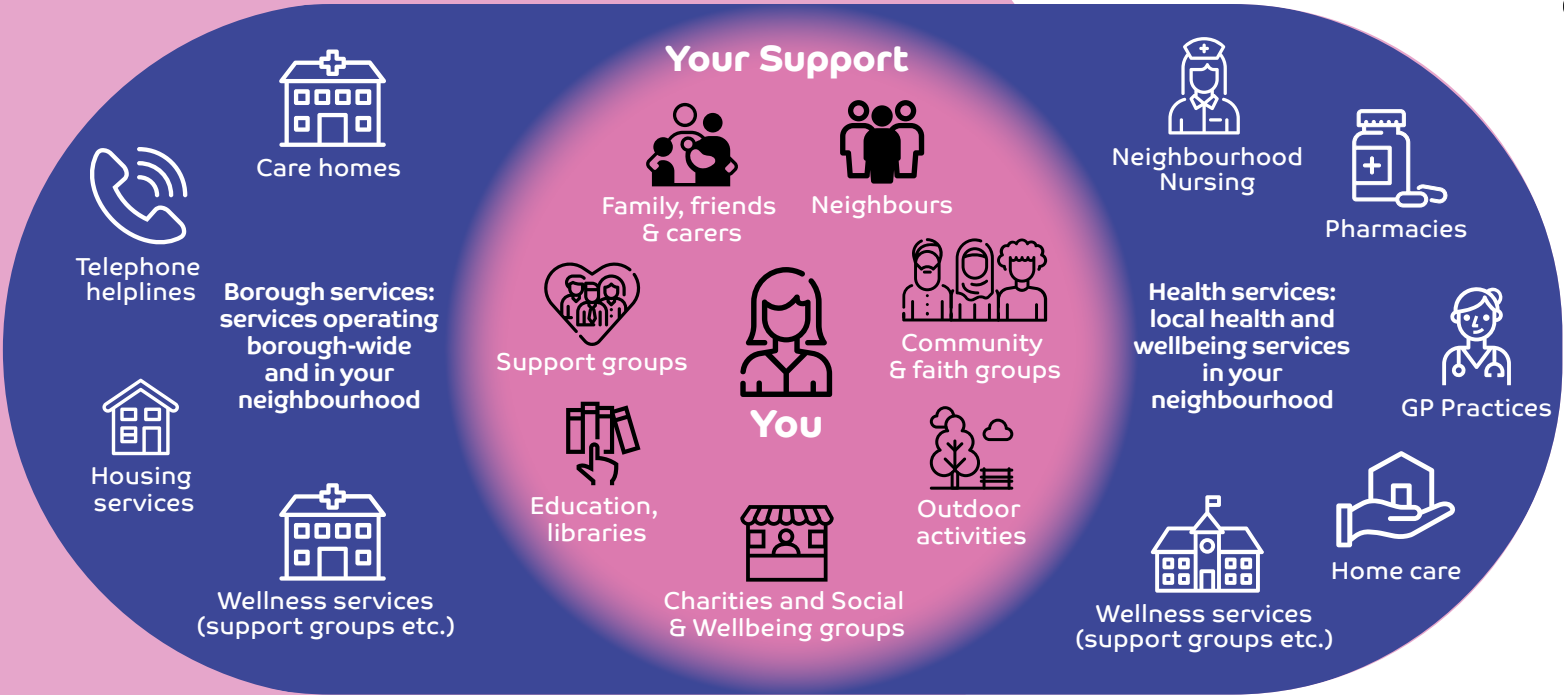 Your Support
Family, friends
& carers
Neighbours
Support groups
Community
& faith groups
You
Education,
libraries
Outdoor
activities
Charities and Social
& Wellbeing groups
Care homes
Telephone
helplines
Borough services:
services operating
borough-wide
and in your
neighbourhood
Housing
services
Wellness services
(support groups etc.)
Neighbourhood
Nursing
Pharmacies
Health services:
local health and
wellbeing services
in your
neighbourhood
GP Practices
Home care
Wellness services
(support groups etc.)